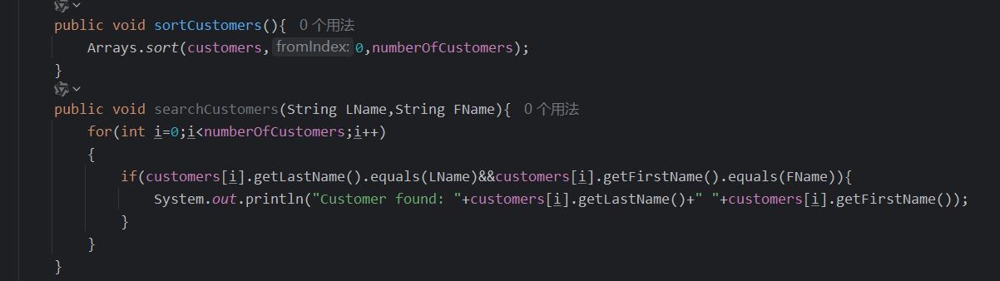 public void sortCustomers(){ 0 个用法
Arrays.sort(customers, fromIndex: 0,numberOfCustomers);
}
public void searchCustomers(String LName,String FName){ 0 个用法
for(int i=0;i<numberOfCustomers;i++)
{
if(customers[i].getLastName().equals(LName)&&customers[i].getFirstName().equals(FName)){
System.out.println("Customer found: "+customers[i].getLastName()+" "+customers[i].getFirstName());
}
}
}